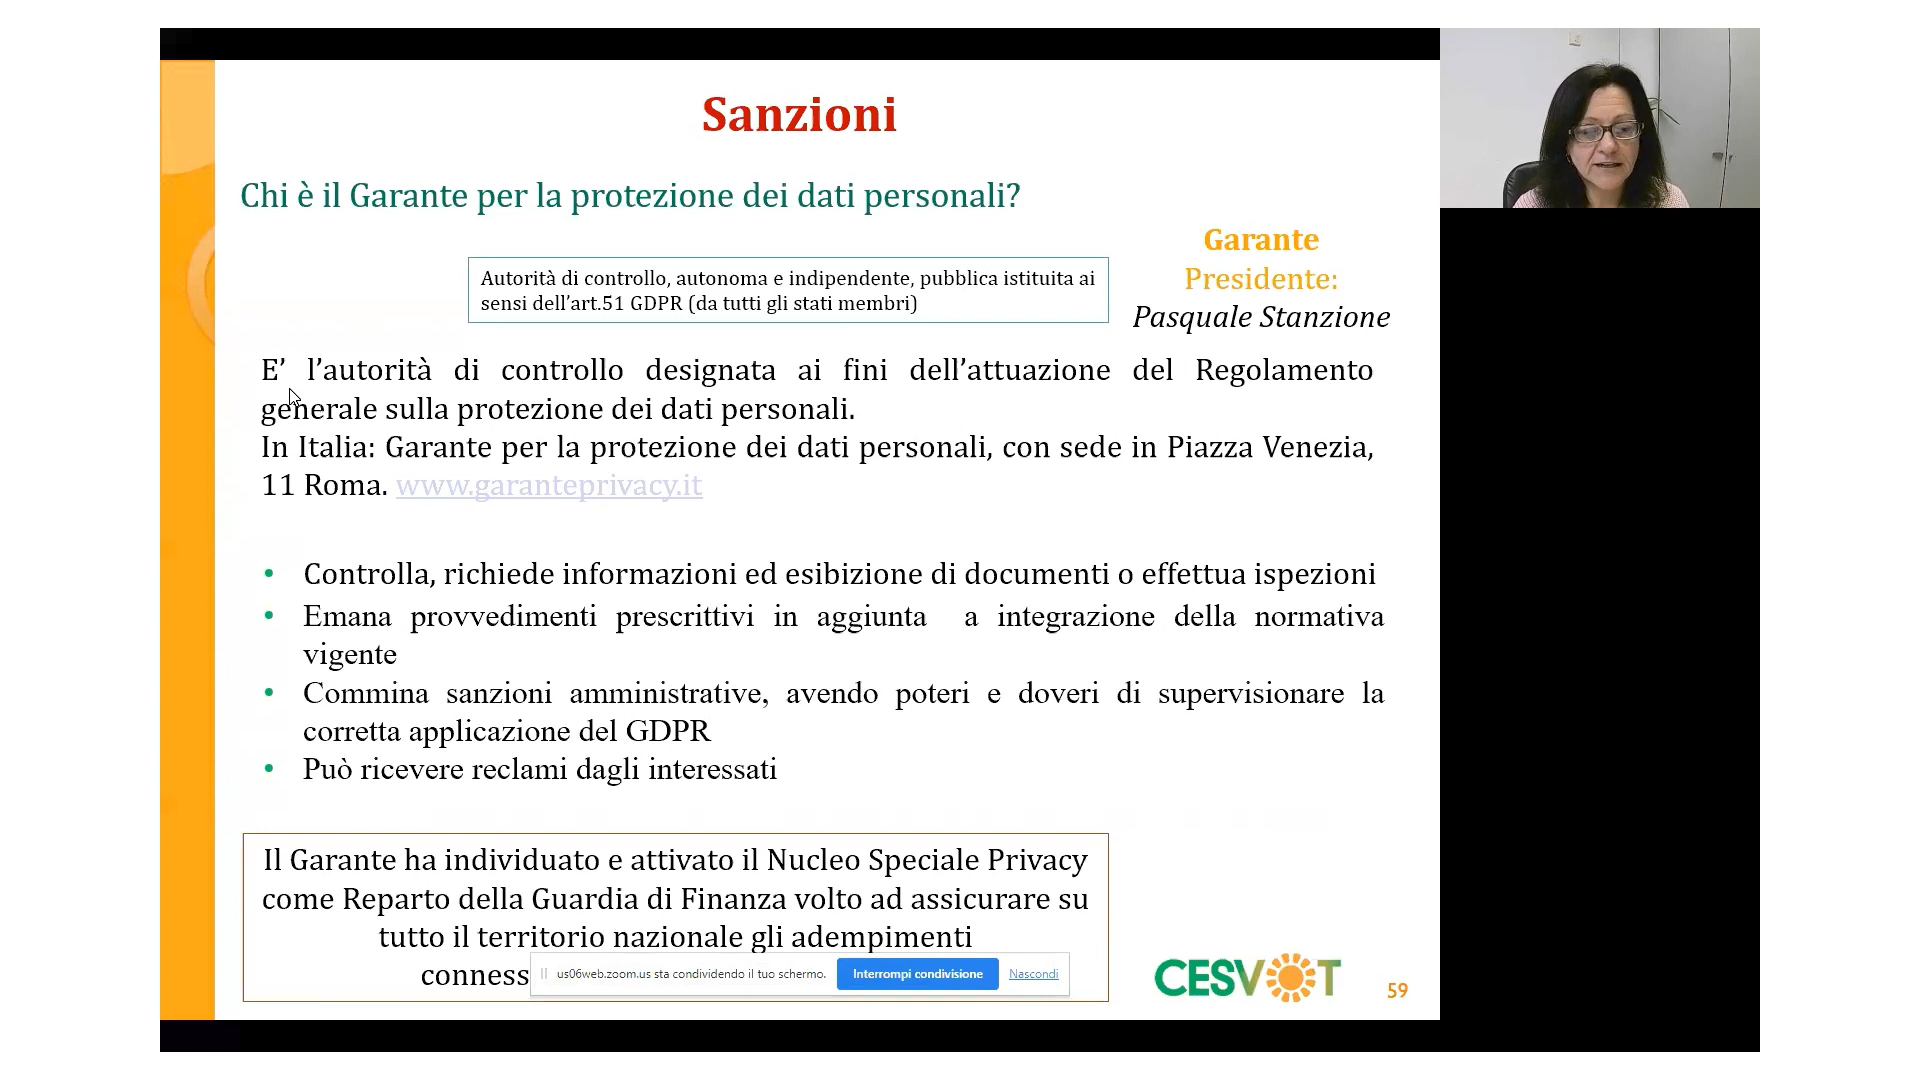 Sanzioni
Chi è il Garante per la protezione dei dati personali?
Garante
Presidente:
Pasquale Stanzione
Autorità di controllo, autonoma e indipendente, pubblica istituita ai
sensi dell’art.51 GDPR (da tutti gli stati membri)
E’ l’autorità di controllo designata ai fini dell’attuazione del Regolamento
generale sulla protezione dei dati personali.
In Italia: Garante per la protezione dei dati personali, con sede in Piazza Venezia,
11 Roma. www.garanteprivacy.it
• Controlla, richiede informazioni ed esibizione di documenti o effettua ispezioni
• Emana provvedimenti prescrittivi in aggiunta a integrazione della normativa
vigente
• Commina sanzioni amministrative, avendo poteri e doveri di supervisionare la
corretta applicazione del GDPR
• Può ricevere reclami dagli interessati
Il Garante ha individuato e attivato il Nucleo Speciale Privacy
come Reparto della Guardia di Finanza volto ad assicurare su
tutto il territorio nazionale gli adempimenti
conness
us06web.zoom.us sta condividendo il tuo schermo. Interrompi condivisione Nascondi
CESVOT
59